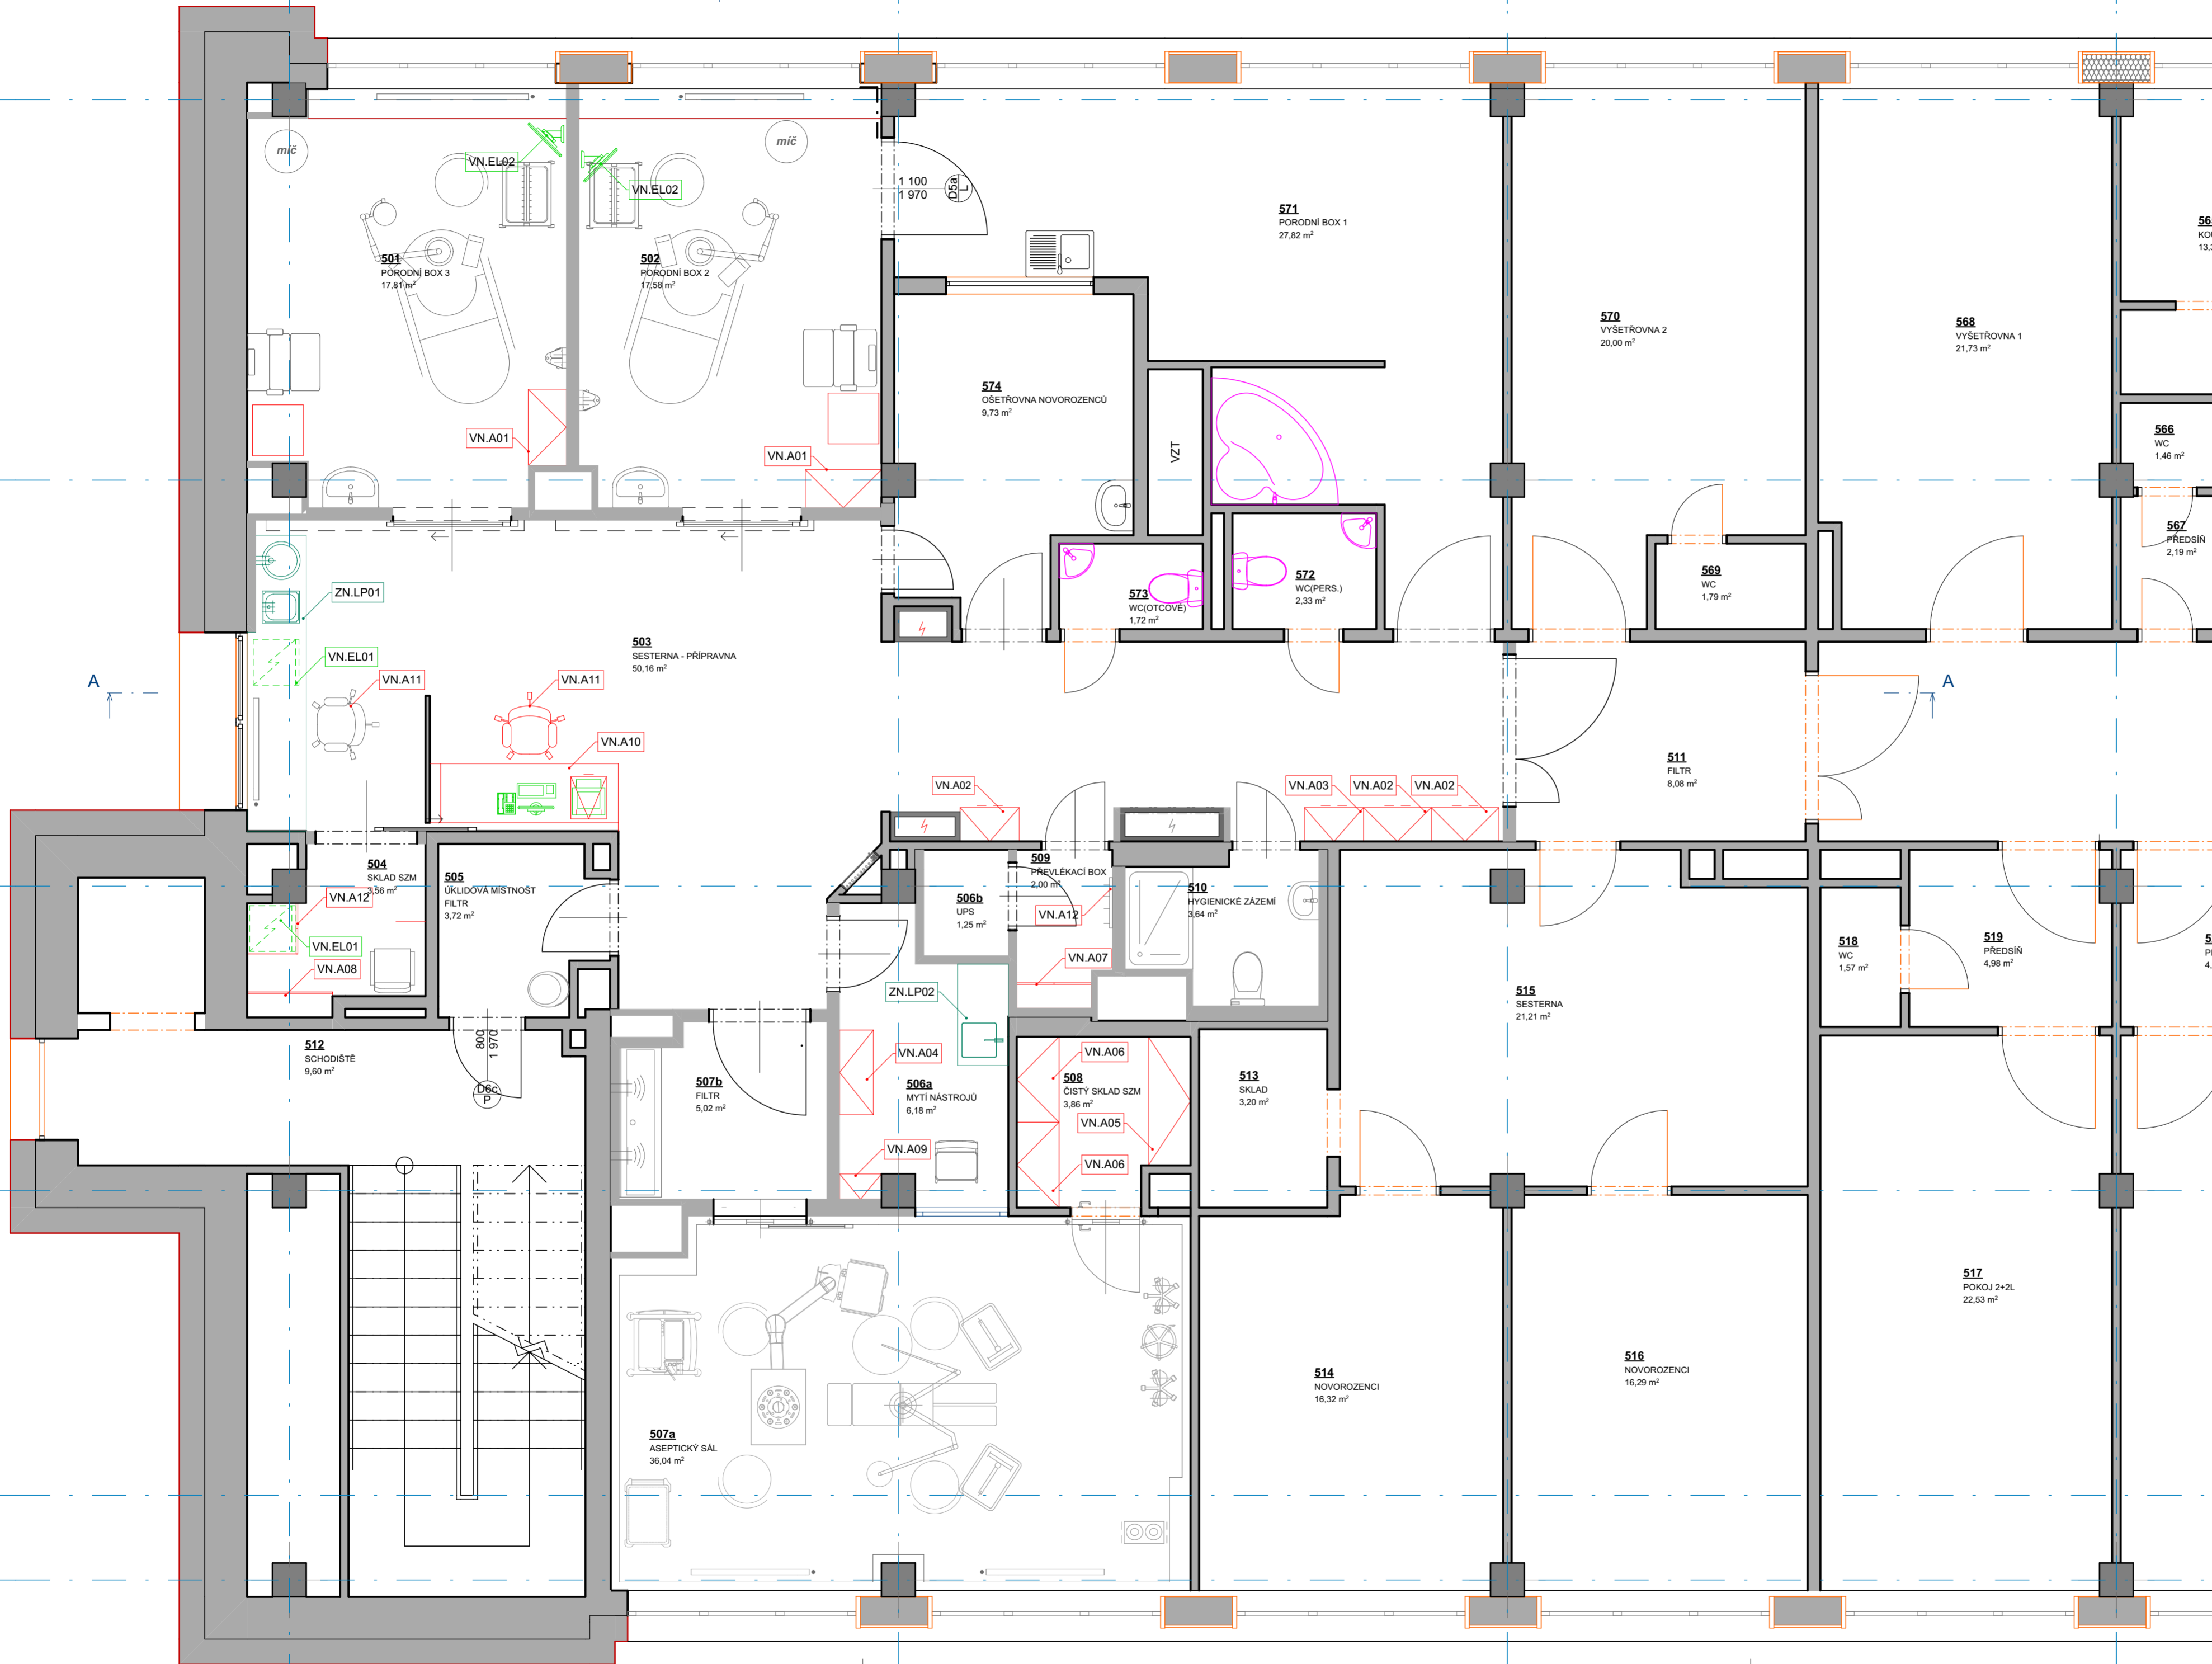 míč
míč
VN.EL02
VN.EL02
1 100
1 970
D5a
L
501
PORODNÍ BOX 3
17,81 m²
502
PORODNÍ BOX 2
17,58 m²
571
PORODNÍ BOX 1
27,82 m²
570
VYŠETŘOVNA 2
20,00 m²
568
VYŠETŘOVNA 1
21,73 m²
574
OŠETŘOVNA NOVOROZENCŮ
9,73 m²
VZT
566
WC
1,46 m²
567
PŘEDSÍŇ
2,19 m²
VN.A01
VN.A01
ZN.LP01
VN.EL01
VN.A11
VN.A11
VN.A10
503
SESTERNA - PŘÍPRAVNA
50,16 m²
573
WC(OTCOVÉ)
1,72 m²
572
WC(PERS.)
2,33 m²
569
WC
1,79 m²
A
A
511
FILTR
8,08 m²
VN.A02
VN.A03
VN.A02
VN.A02
504
SKLAD SZM
3,56 m²
VN.A12
VN.EL01
VN.A08
505
ÚKLIDOVÁ MÍSTNOST
FILTR
3,72 m²
509
PŘEVLÉKACÍ BOX
2,00 m²
506b
UPS
1,25 m²
VN.A12
VN.A07
510
HYGIENICKÉ ZÁZEMÍ
3,64 m²
ZN.LP02
515
SESTERNA
21,21 m²
518
WC
1,57 m²
519
PŘEDSÍŇ
4,98 m²
512
SCHODIŠTĚ
9,60 m²
800
1 970
D6c
P
507b
FILTR
5,02 m²
VN.A04
506a
MYTÍ NÁSTROJŮ
6,18 m²
VN.A09
VN.A06
508
ČISTÝ SKLAD SZM
3,86 m²
VN.A05
VN.A06
513
SKLAD
3,20 m²
517
POKOJ 2+2L
22,53 m²
514
NOVOROZENCI
16,32 m²
516
NOVOROZENCI
16,29 m²
507a
ASEPTICKÝ SÁL
36,04 m²